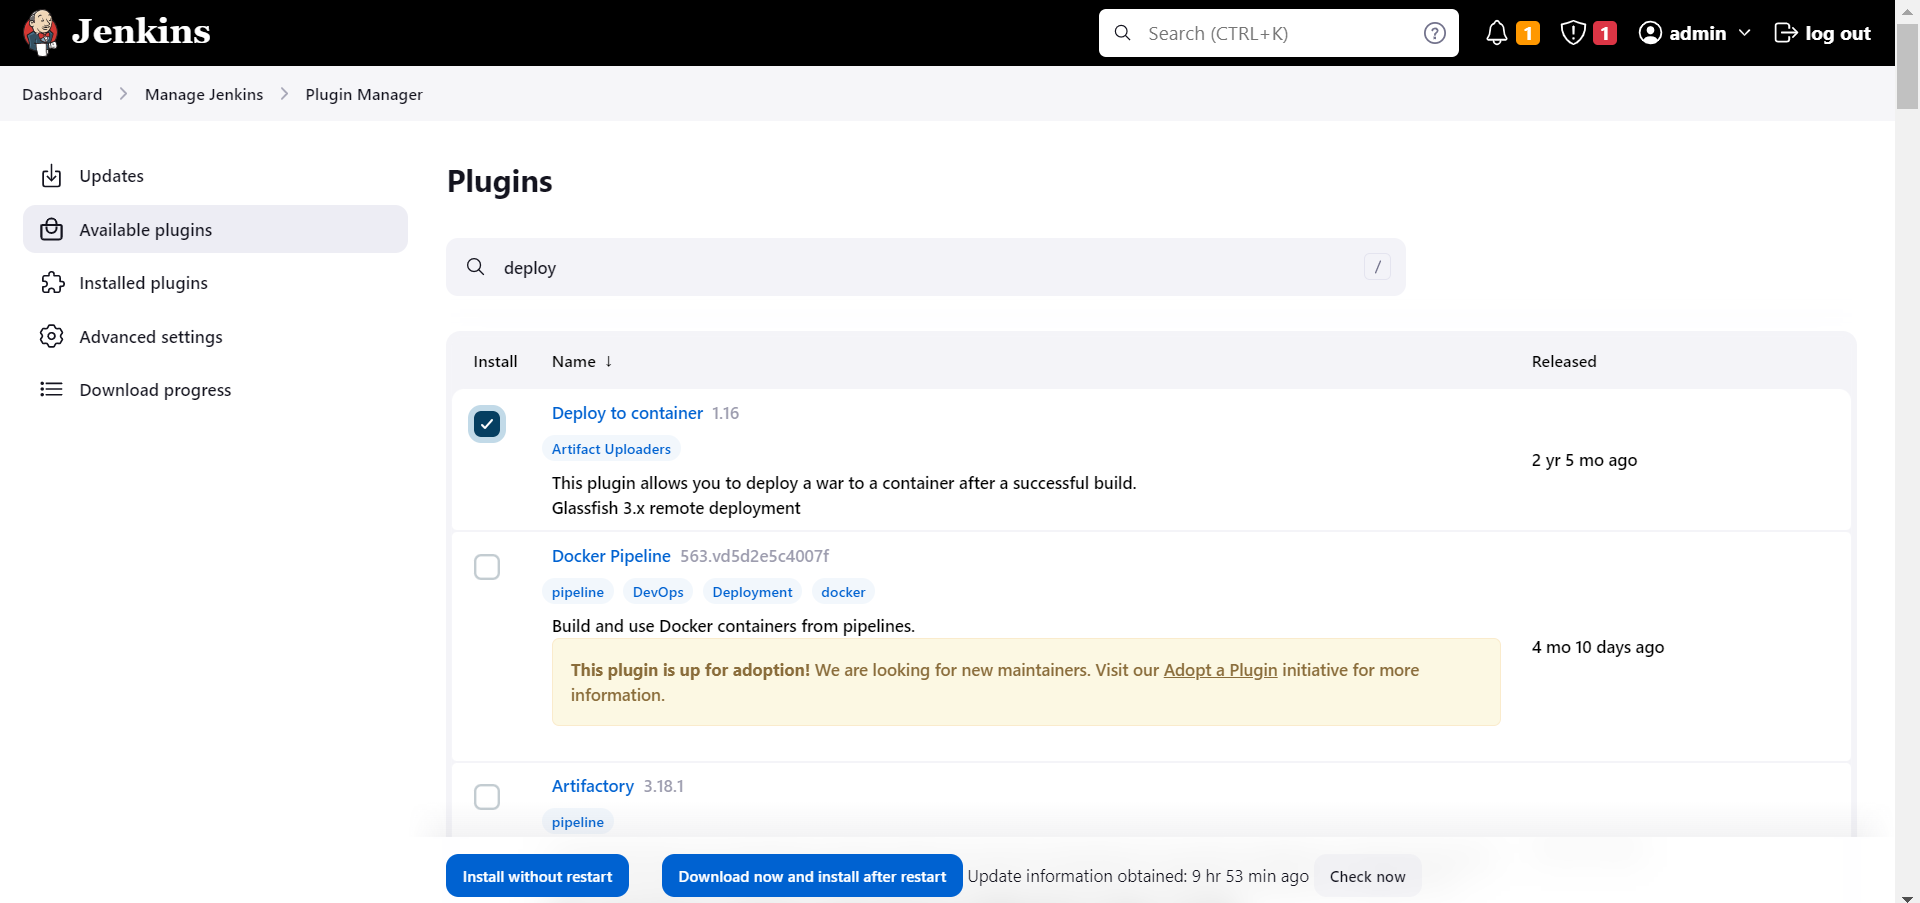 Jenkins
Search (CTRL+K)
?
1
1
admin
log out
Dashboard
Manage Jenkins
Plugin Manager
Updates
Available plugins
Installed plugins
Advanced settings
Download progress
Plugins
deploy
/
Install
Name ↓
Released
Deploy to container 1.16
Artifact Uploaders
This plugin allows you to deploy a war to a container after a successful build.
Glassfish 3.x remote deployment
2 yr 5 mo ago
Docker Pipeline 563.vd5d2e5c4007f
pipeline
DevOps
Deployment
docker
Build and use Docker containers from pipelines.
This plugin is up for adoption! We are looking for new maintainers. Visit our Adopt a Plugin initiative for more
information.
4 mo 10 days ago
Artifactory 3.18.1
pipeline
Install without restart
Download now and install after restart
Update information obtained: 9 hr 53 min ago
Check now